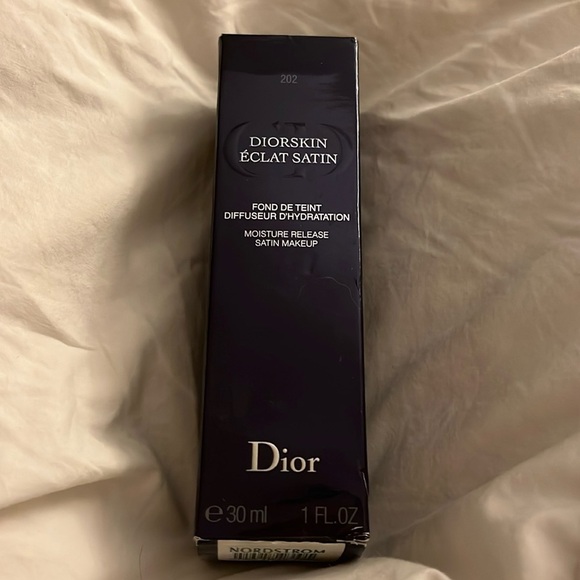 202
DIORSKIN
ÉCLAT SATIN
FOND DE TEINT
DIFFUSEUR D'HYDRATATION
MOISTURE RELEASE
SATIN MAKEUP
Dior
℮ 30 ml 1 FL.OZ
NORDSTROM